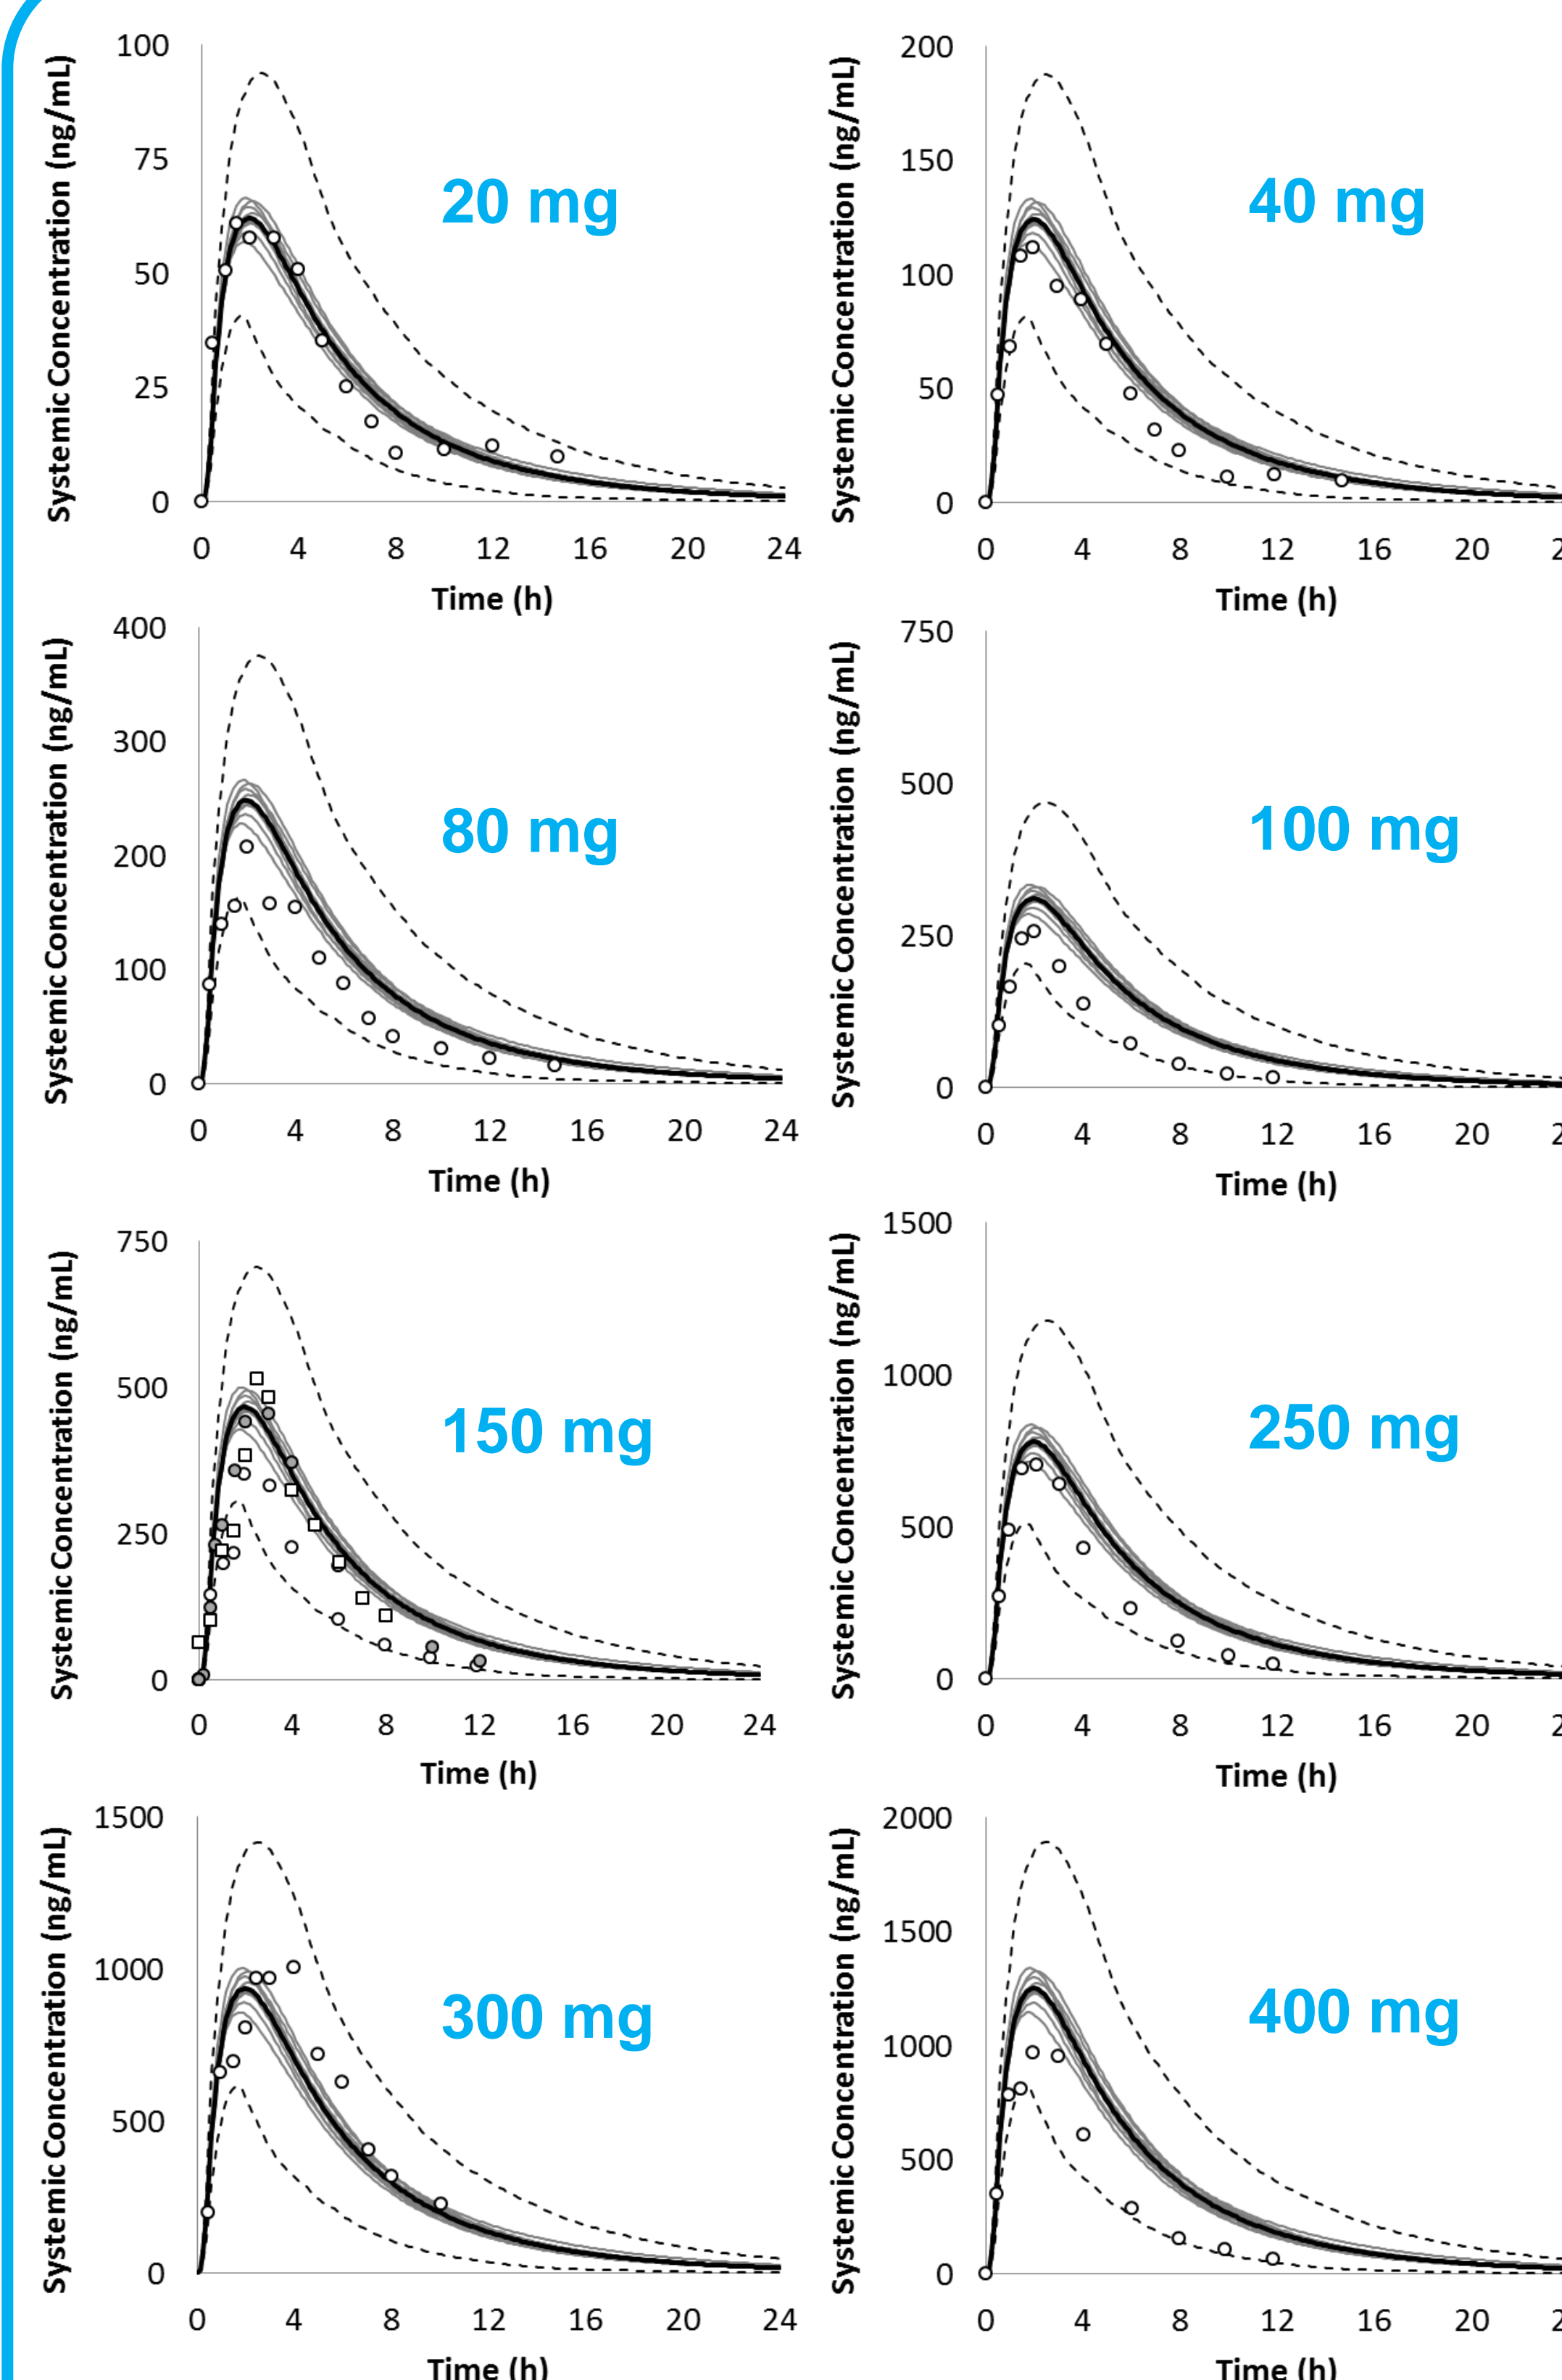 100
75
50
25
0
Systemic Concentration (ng/mL)
20 mg
0 4 8 12 16 20 24
Time (h)
200
150
100
50
0
Systemic Concentration (ng/mL)
40 mg
0 4 8 12 16 20 2
Time (h)
400
300
200
100
0
Systemic Concentration (ng/mL)
80 mg
0 4 8 12 16 20 24
Time (h)
750
500
250
0
Systemic Concentration (ng/mL)
100 mg
0 4 8 12 16 20 2
Time (h)
750
500
250
0
Systemic Concentration (ng/mL)
150 mg
0 4 8 12 16 20 24
Time (h)
1500
1000
500
0
Systemic Concentration (ng/mL)
250 mg
0 4 8 12 16 20 2
Time (h)
1500
1000
500
0
Systemic Concentration (ng/mL)
300 mg
0 4 8 12 16 20 24
Time (h)
2000
1500
1000
500
0
Systemic Concentration (ng/mL)
400 mg
0 4 8 12 16 20 2
Time (h)